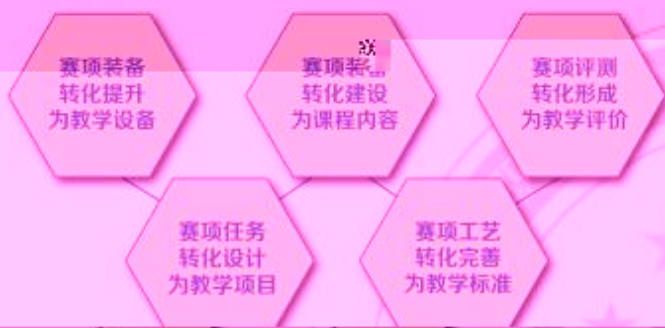 赛项装备
转化提升
为教学设备
赛项装
转化建设
为课程内容
赛项评测
转化形成
为教学评价
赛项任务
转化设计
为教学项目
赛项工艺
转化完善
为教学标准